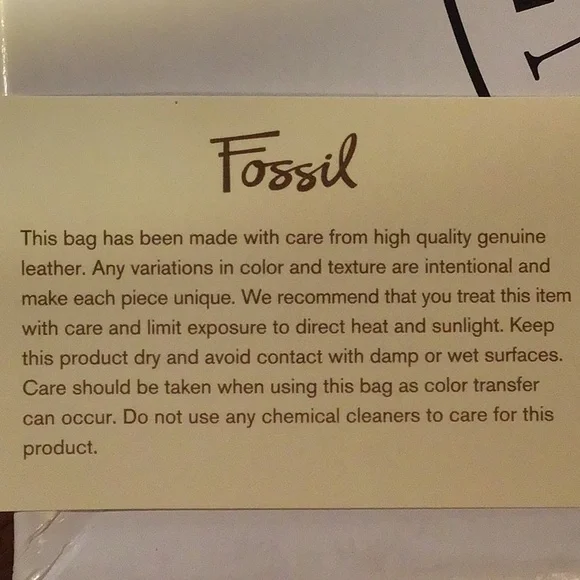 Fossil
This bag has been made with care from high quality genuine
leather. Any variations in color and texture are intentional and
make each piece unique. We recommend that you treat this item
with care and limit exposure to direct heat and sunlight. Keep
this product dry and avoid contact with damp or wet surfaces.
Care should be taken when using this bag as color transfer
can occur. Do not use any chemical cleaners to care for this
product.